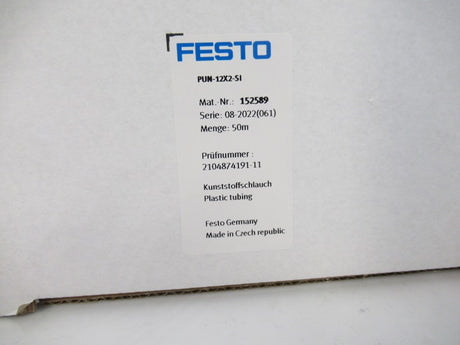 FESTO
PUN-12X2-SI
Mat.-Nr.: 152589
Serie: 08-2022(061)
Menge: 50m
Prüfnummer :
2104874191-11
Kunststoffschlauch
Plastic tubing
Festo Germany
Made in Czech republic